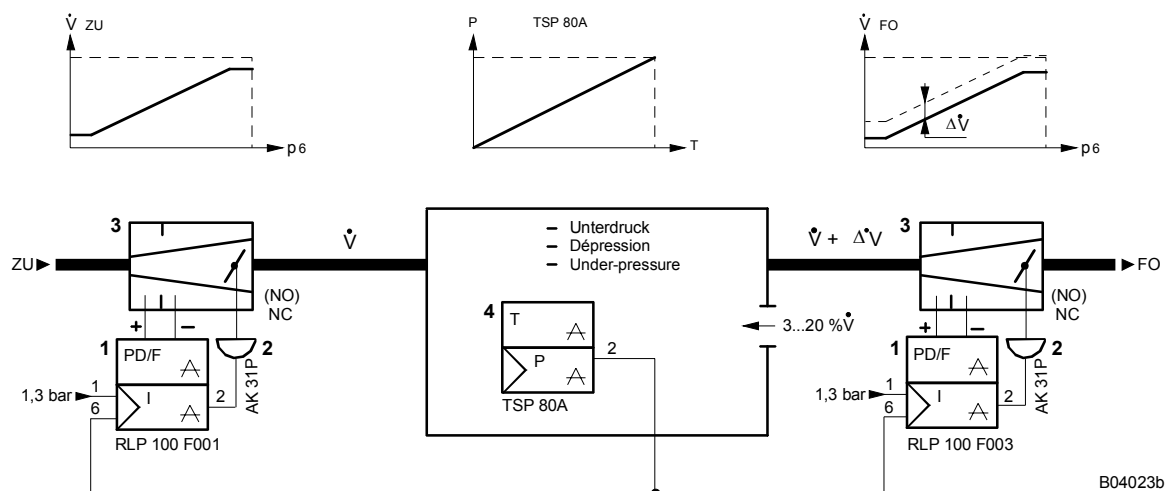 V̇ ZU
p6
P
TSP 80A
T
V̇ FO
ΔV̇
p6
3
V̇
– Unterdruck
– Dépression
– Under-pressure
V̇ + ΔV̇
3
ZU
FO
(NO)
NC
4
T
P
2
TSP 80A
3...20 %V̇
(NO)
NC
+
–
1
PD/F
2
I
1
1,3 bar
6
2
AK 31P
RLP 100 F001
+
–
1
PD/F
2
I
1
1,3 bar
6
2
AK 31P
RLP 100 F003
B04023b